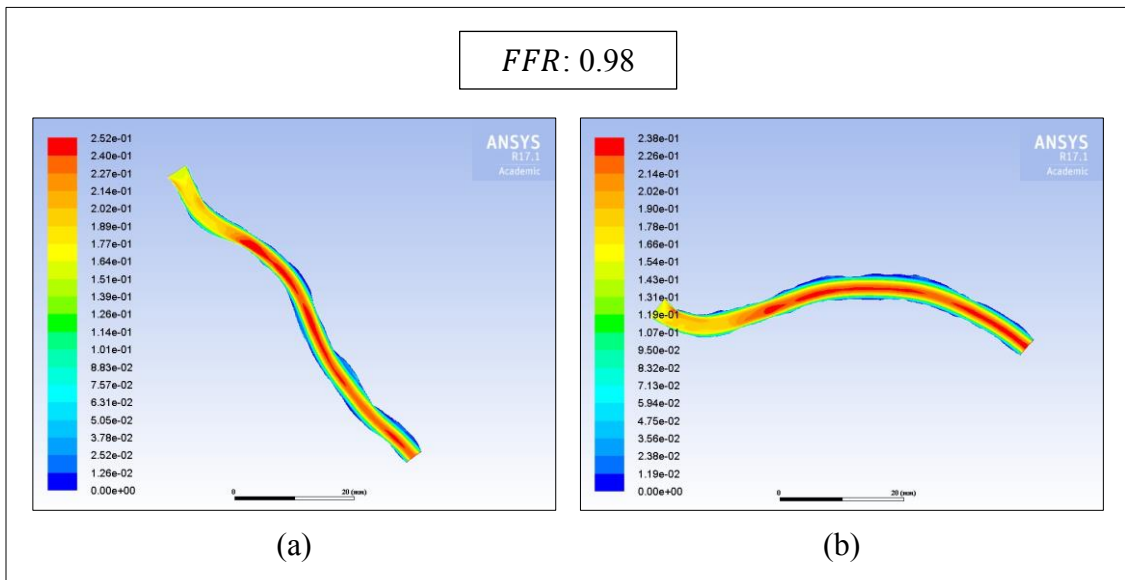 FFR: 0.98
2.52e-01
2.40e-01
2.27e-01
2.14e-01
2.02e-01
1.89e-01
1.77e-01
1.64e-01
1.51e-01
1.39e-01
1.26e-01
1.14e-01
1.01e-01
8.83e-02
7.57e-02
6.31e-02
5.05e-02
3.78e-02
2.52e-02
1.26e-02
0.00e+00
ANSYS
R17.1
Academic
0
20 (mm)
(a)
2.38e-01
2.26e-01
2.14e-01
2.02e-01
1.90e-01
1.78e-01
1.66e-01
1.54e-01
1.43e-01
1.31e-01
1.19e-01
1.07e-01
9.50e-02
8.32e-02
7.13e-02
5.94e-02
4.75e-02
3.56e-02
2.38e-02
1.19e-02
0.00e+00
ANSYS
R17.1
Academic
0
20 (mm)
(b)